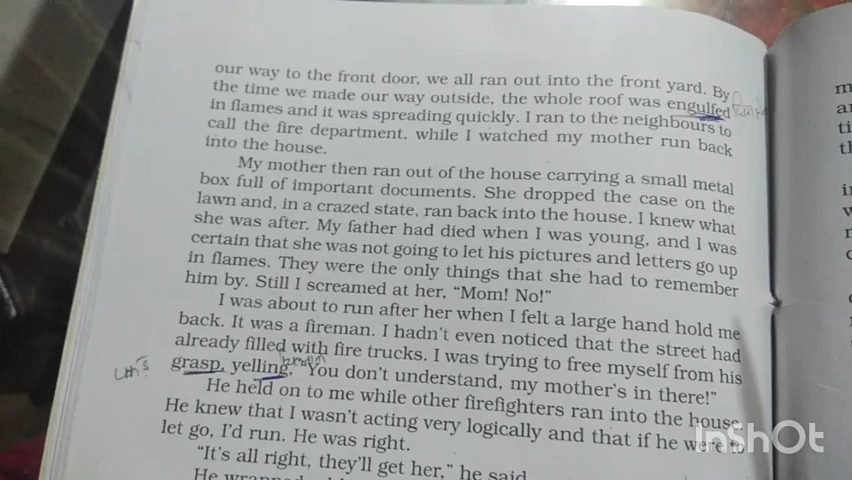 our way to the front door, we all ran out into the front yard. By
the time we made our way outside, the whole roof was engulfed
in flames and it was spreading quickly. I ran to the neighbours to
call the fire department, while I watched my mother run back
into the house.
My mother then ran out of the house carrying a small metal
box full of important documents. She dropped the case on the
lawn and, in a crazed state, ran back into the house. I knew what
she was after. My father had died when I was young, and I was
certain that she was not going to let his pictures and letters go up
in flames. They were the only things that she had to remember
him by. Still I screamed at her, “Mom! No!”
I was about to run after her when I felt a large hand hold me
back. It was a fireman. I hadn't even noticed that the street had
already filled with fire trucks. I was trying to free myself from his
grasp, yelling, “You don't understand, my mother's in there!”
He held on to me while other firefighters ran into the house.
He knew that I wasn't acting very logically and that if he were to
let go, I'd run. He was right.
“It's all right, they'll get her,” he said.
He wrapped
m
InShOt